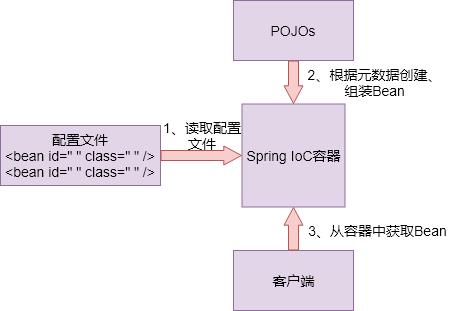 POJOs
2、根据元数据创建、
组装Bean
1、读取配置
文件
配置文件
<bean id=" " class=" " />
<bean id=" " class=" " />
Spring IoC容器
3、从容器中获取Bean
客户端